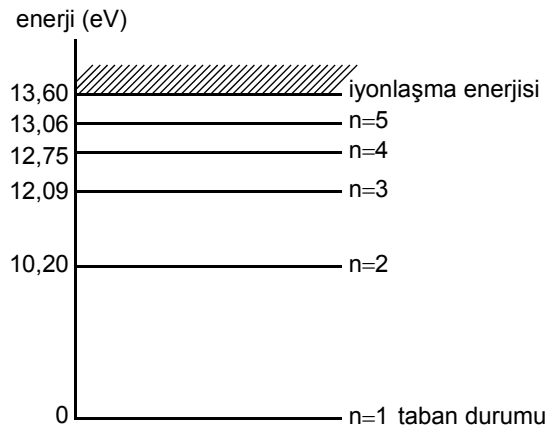 enerji (eV)
13,60 iyonlaşma enerjisi
13,06 n=5
12,75 n=4
12,09 n=3
10,20 n=2
0 n=1 taban durumu